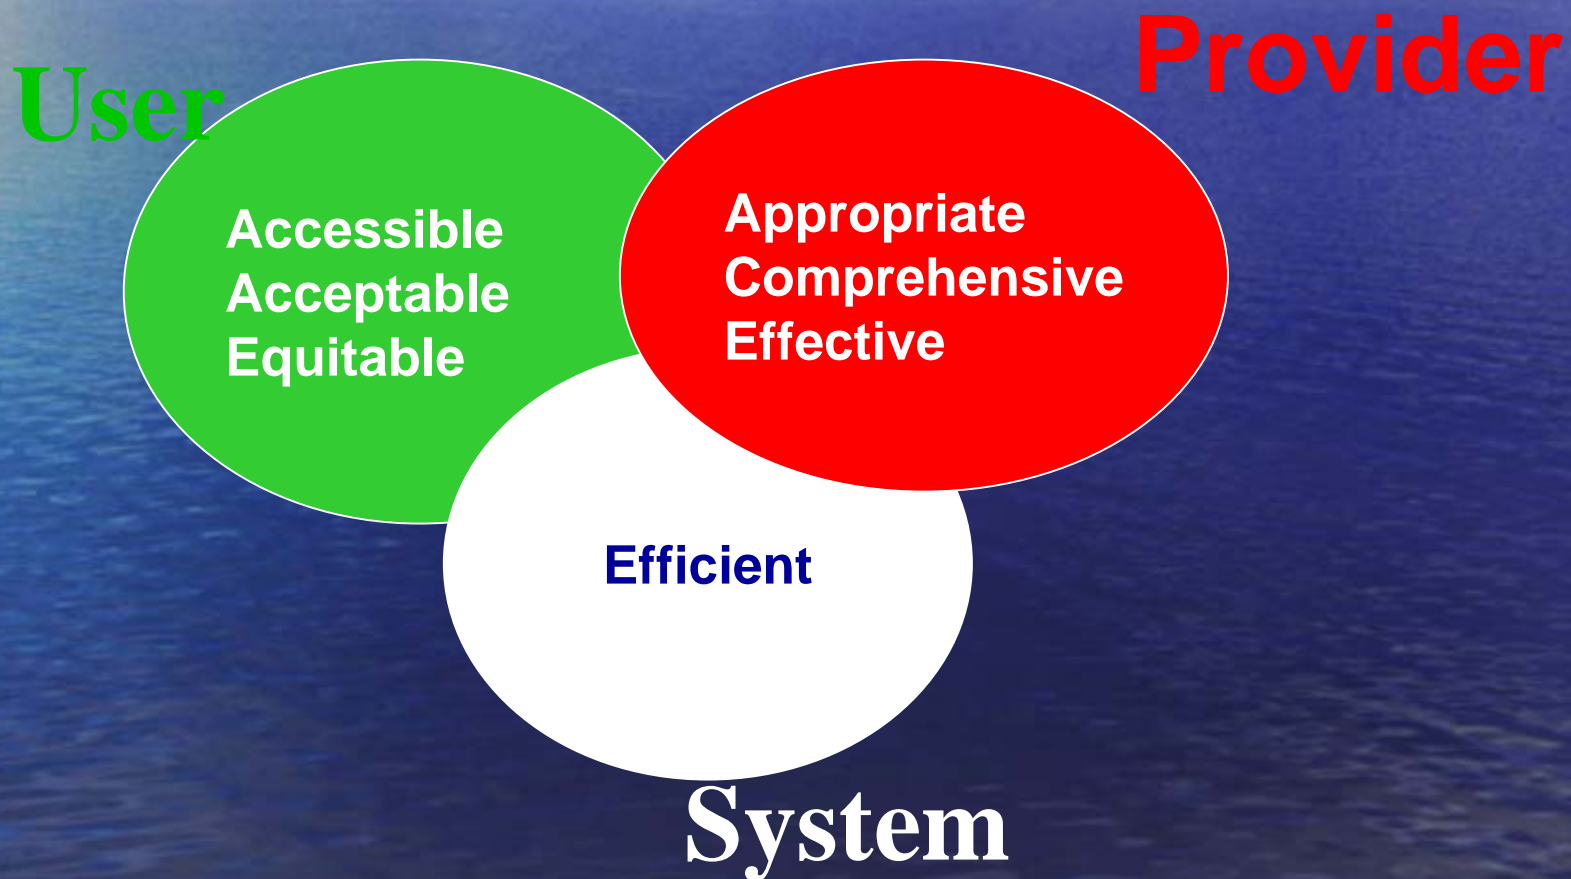 User
Provider
Accessible
Acceptable
Equitable
Appropriate
Comprehensive
Effective
Efficient
System